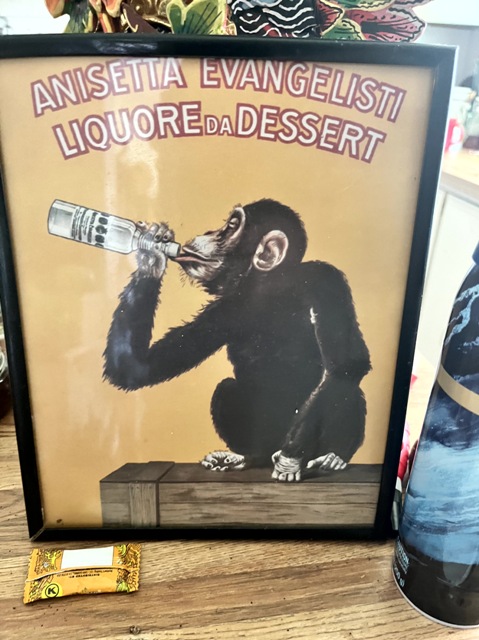 ANISETTA EVANGELISTI
LIQUORE DA DESSERT
K